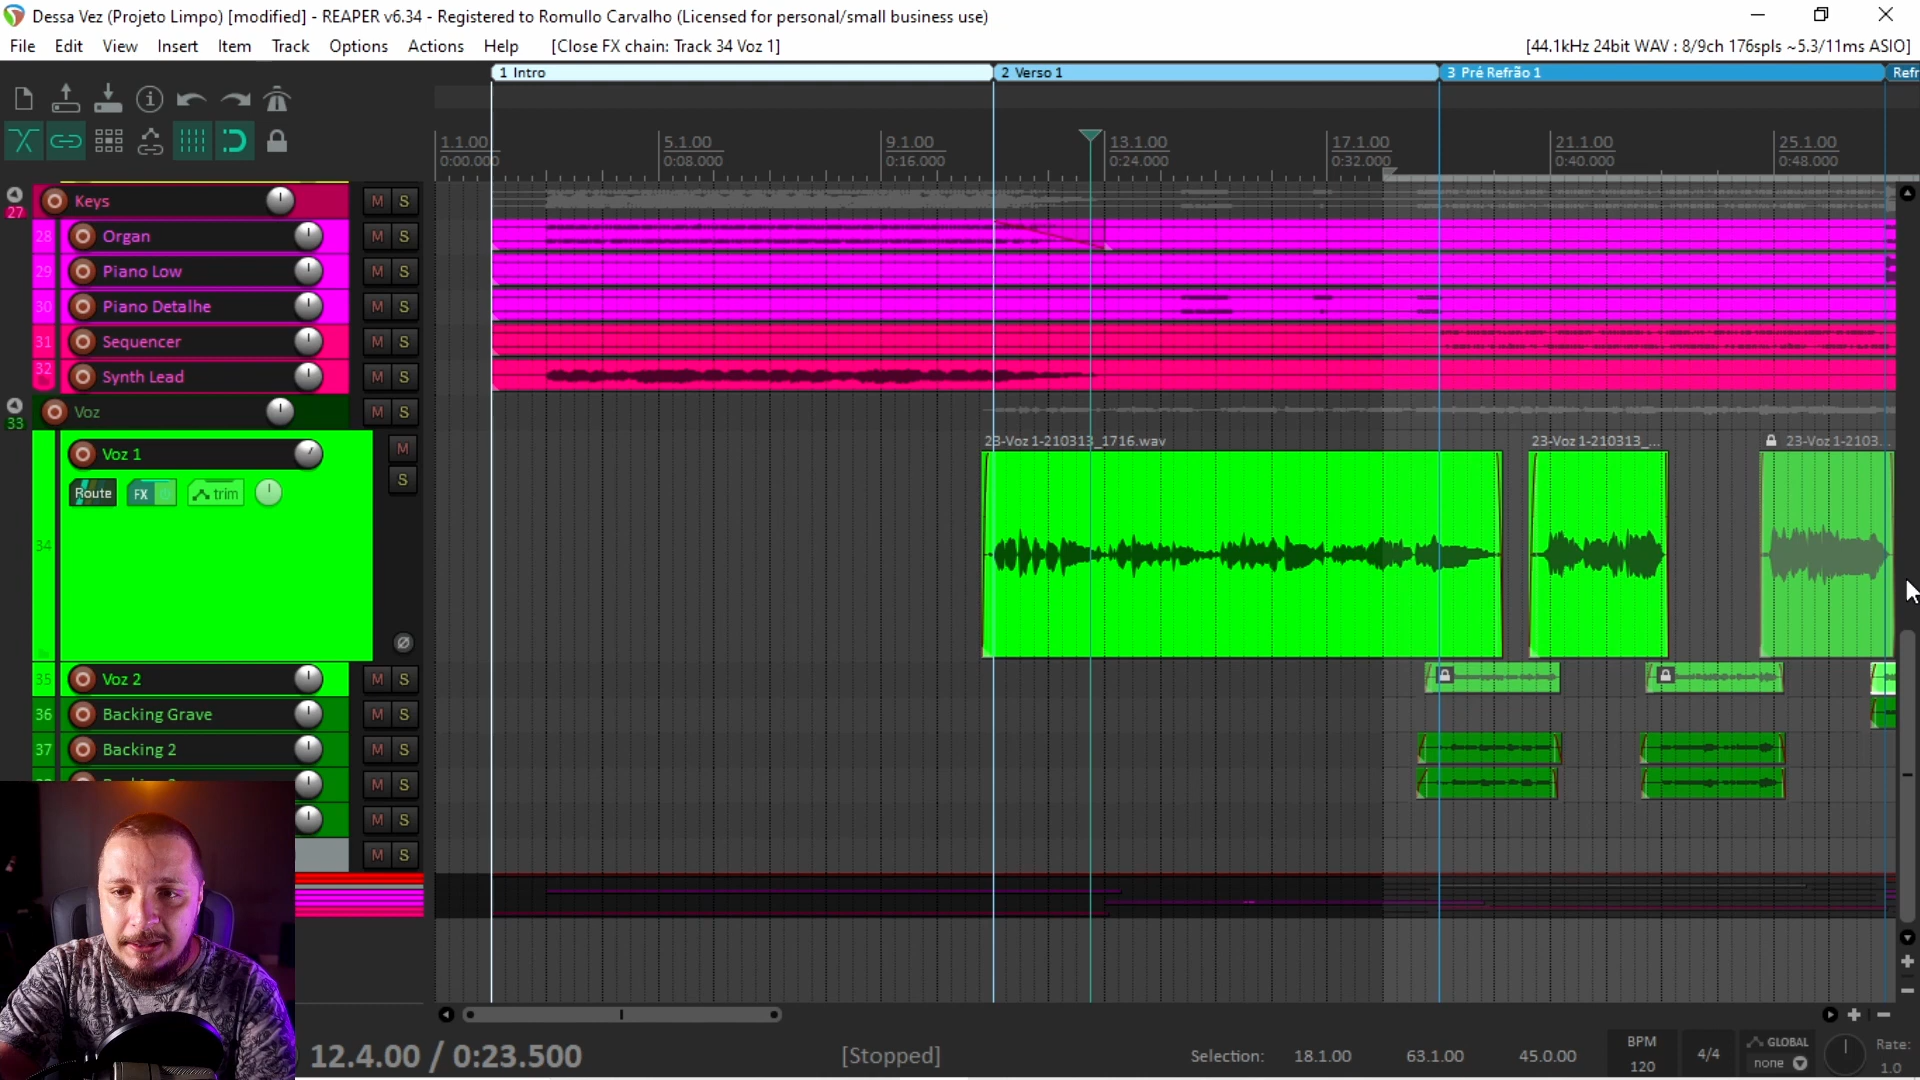 Dessa Vez (Projeto Limpo) [modified] - REAPER v6.34 - Registered to Romullo Carvalho (Licensed for personal/small business use)
File Edit View Insert Item Track Options Actions Help [Close FX chain: Track 34 Voz 1]
[44.1kHz 24bit WAV : 8/9ch 176spls ~5.3/11ms ASIO]
1 Intro
2 Verso 1
3 Pré Refrão 1
Refr
1.1.00 5.1.00 9.1.00 13.1.00 17.1.00 21.1.00 25.1.00
0:00.000 0:08.000 0:16.000 0:24.000 0:32.000 0:40.000 0:48.000
27 Keys M S
28 Organ M S
29 Piano Low M S
30 Piano Detalhe M S
31 Sequencer M S
32 Synth Lead M S
33 Voz M S
23-Voz 1-210313_1716.wav
23-Voz 1-210313_...
23-Voz 1-2103...
34 Voz 1 M
S
Route FX trim
35 Voz 2 M S
36 Backing Grave M S
37 Backing 2 M S
M S
M S
M S
12.4.00 / 0:23.500
[Stopped]
Selection: 18.1.00 63.1.00 45.0.00
BPM
120
4/4
GLOBAL
none
Rate:
1.0